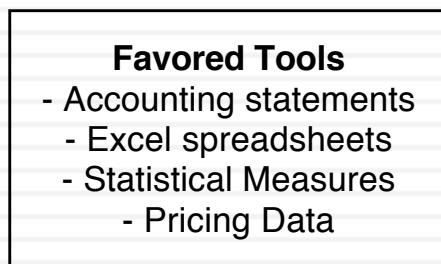 Favored Tools
- Accounting statements
- Excel spreadsheets
- Statistical Measures
- Pricing Data